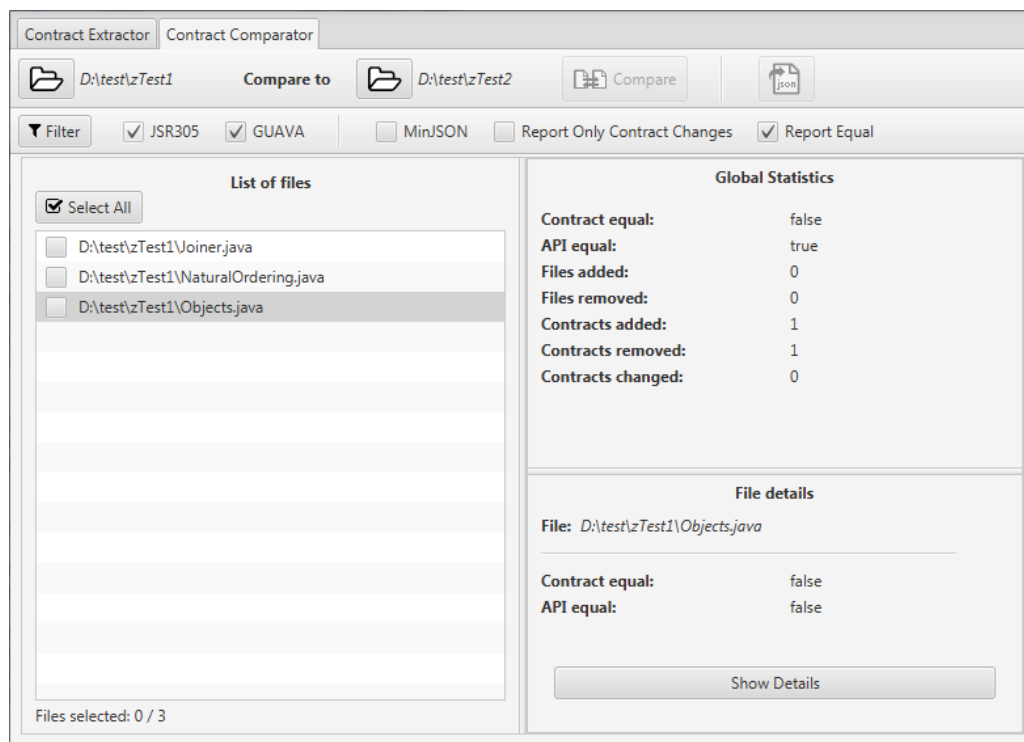 Contract Extractor Contract Comparator
D:\test\zTest1 Compare to D:\test\zTest2 Compare json
Filter JSR305 GUAVA MinJSON Report Only Contract Changes Report Equal
List of files
Select All
D:\test\zTest1\Joiner.java
D:\test\zTest1\NaturalOrdering.java
D:\test\zTest1\Objects.java
Files selected: 0 / 3
Global Statistics
Contract equal: false
API equal: true
Files added: 0
Files removed: 0
Contracts added: 1
Contracts removed: 1
Contracts changed: 0
File details
File: D:\test\zTest1\Objects.java
Contract equal: false
API equal: false
Show Details